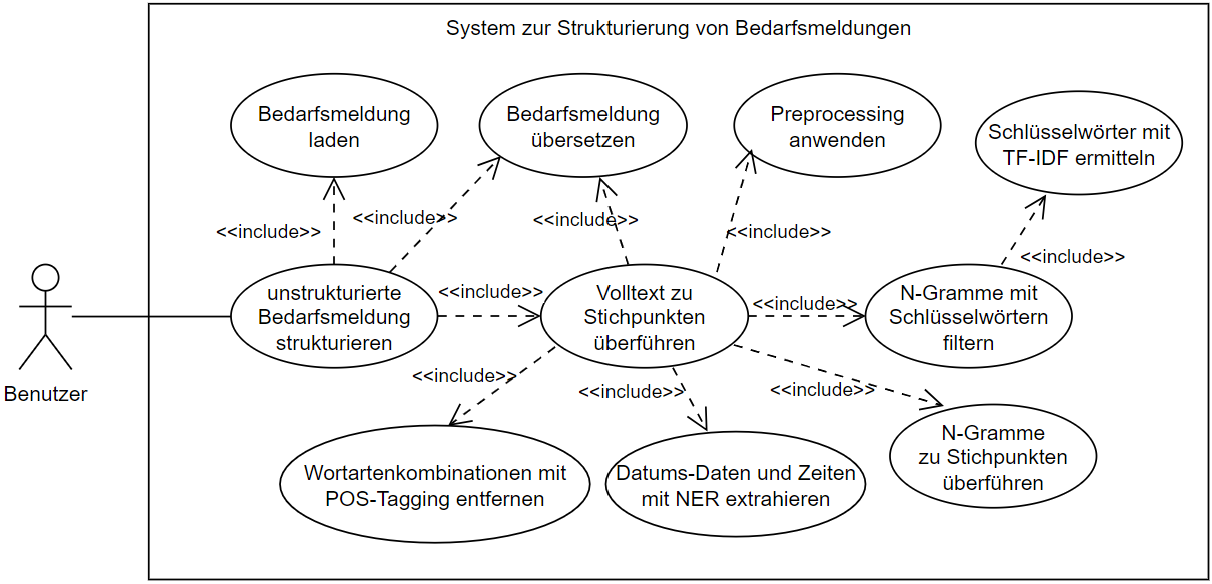 System zur Strukturierung von Bedarfsmeldungen
Bedarfsmeldung
laden
Bedarfsmeldung
übersetzen
Preprocessing
anwenden
Schlüsselwörter mit
TF-IDF ermitteln
<<include>>
<<include>>
<<include>>
<<include>>
<<include>>
unstrukturierte
Bedarfsmeldung
strukturieren
<<include>>
Volltext zu
Stichpunkten
überführen
<<include>>
N-Gramme mit
Schlüsselwörtern
filtern
Benutzer
<<include>>
<<include>>
<<include>>
Wortartenkombinationen mit
POS-Tagging entfernen
Datums-Daten und Zeiten
mit NER extrahieren
N-Gramme
zu Stichpunkten
überführen